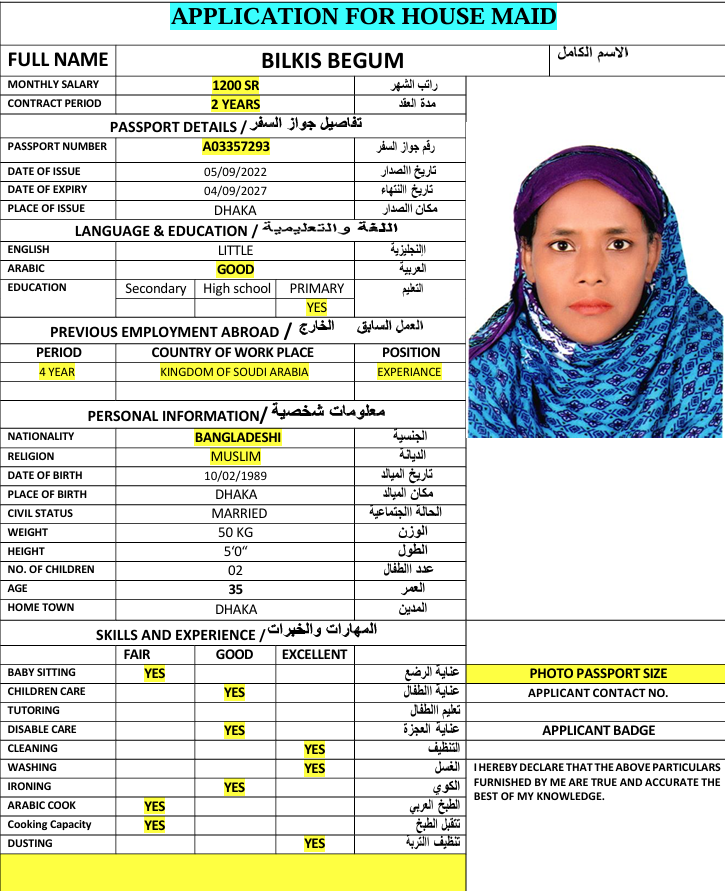 APPLICATION FOR HOUSE MAID
FULL NAME BILKIS BEGUM الاسم الكامل
MONTHLY SALARY 1200 SR راتب الشهر
CONTRACT PERIOD 2 YEARS مدة العقد
PASSPORT DETAILS / تفاصيل جواز السفر
PASSPORT NUMBER A03357293 رقم جواز السفر
DATE OF ISSUE 05/09/2022 تاريخ االصدار
DATE OF EXPIRY 04/09/2027 تاريخ االنتهاء
PLACE OF ISSUE DHAKA مكان االصدار
LANGUAGE & EDUCATION / اللغة والتعليمية
ENGLISH LITTLE االنجليزية
ARABIC GOOD العربية
EDUCATION Secondary High school PRIMARY التعليم
YES
PREVIOUS EMPLOYMENT ABROAD / العمل السابق الخارج
PERIOD COUNTRY OF WORK PLACE POSITION
4 YEAR KINGDOM OF SOUDI ARABIA EXPERIANCE
PERSONAL INFORMATION/ معلومات شخصية
NATIONALITY BANGLADESHI الجنسية
RELIGION MUSLIM الديانة
DATE OF BIRTH 10/02/1989 تاريخ الميالد
PLACE OF BIRTH DHAKA مكان الميالد
CIVIL STATUS MARRIED الحالة االجتماعية
WEIGHT 50 KG الوزن
HEIGHT 5'0" الطول
NO. OF CHILDREN 02 عدد االطفال
AGE 35 العمر
HOME TOWN DHAKA المدين
SKILLS AND EXPERIENCE / المهارات والخبرات
FAIR GOOD EXCELLENT
BABY SITTING YES عناية الرضع
CHILDREN CARE YES عناية االطفال
TUTORING تعليم االطفال
DISABLE CARE YES عناية العجزة
CLEANING YES التنظيف
WASHING YES الغسل
IRONING YES الكوي
ARABIC COOK YES الطبخ العربي
Cooking Capacity YES تتقبل الطبخ
DUSTING YES تنظيف التربة
PHOTO PASSPORT SIZE
APPLICANT CONTACT NO.
APPLICANT BADGE
I HEREBY DECLARE THAT THE ABOVE PARTICULARS
FURNISHED BY ME ARE TRUE AND ACCURATE THE
BEST OF MY KNOWLEDGE.